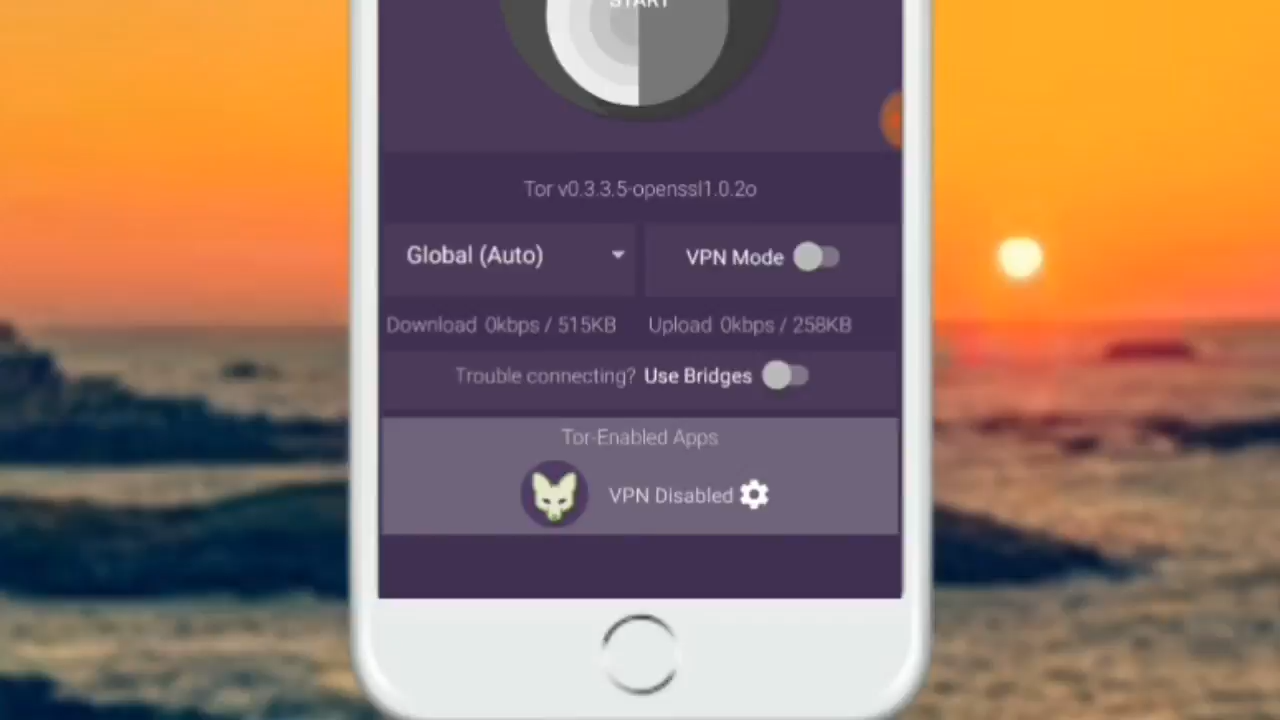 START
Tor v0.3.3.5-openssl1.0.2o
Global (Auto)
VPN Mode
Download 0kbps / 515KB
Upload 0kbps / 258KB
Trouble connecting? Use Bridges
Tor-Enabled Apps
VPN Disabled